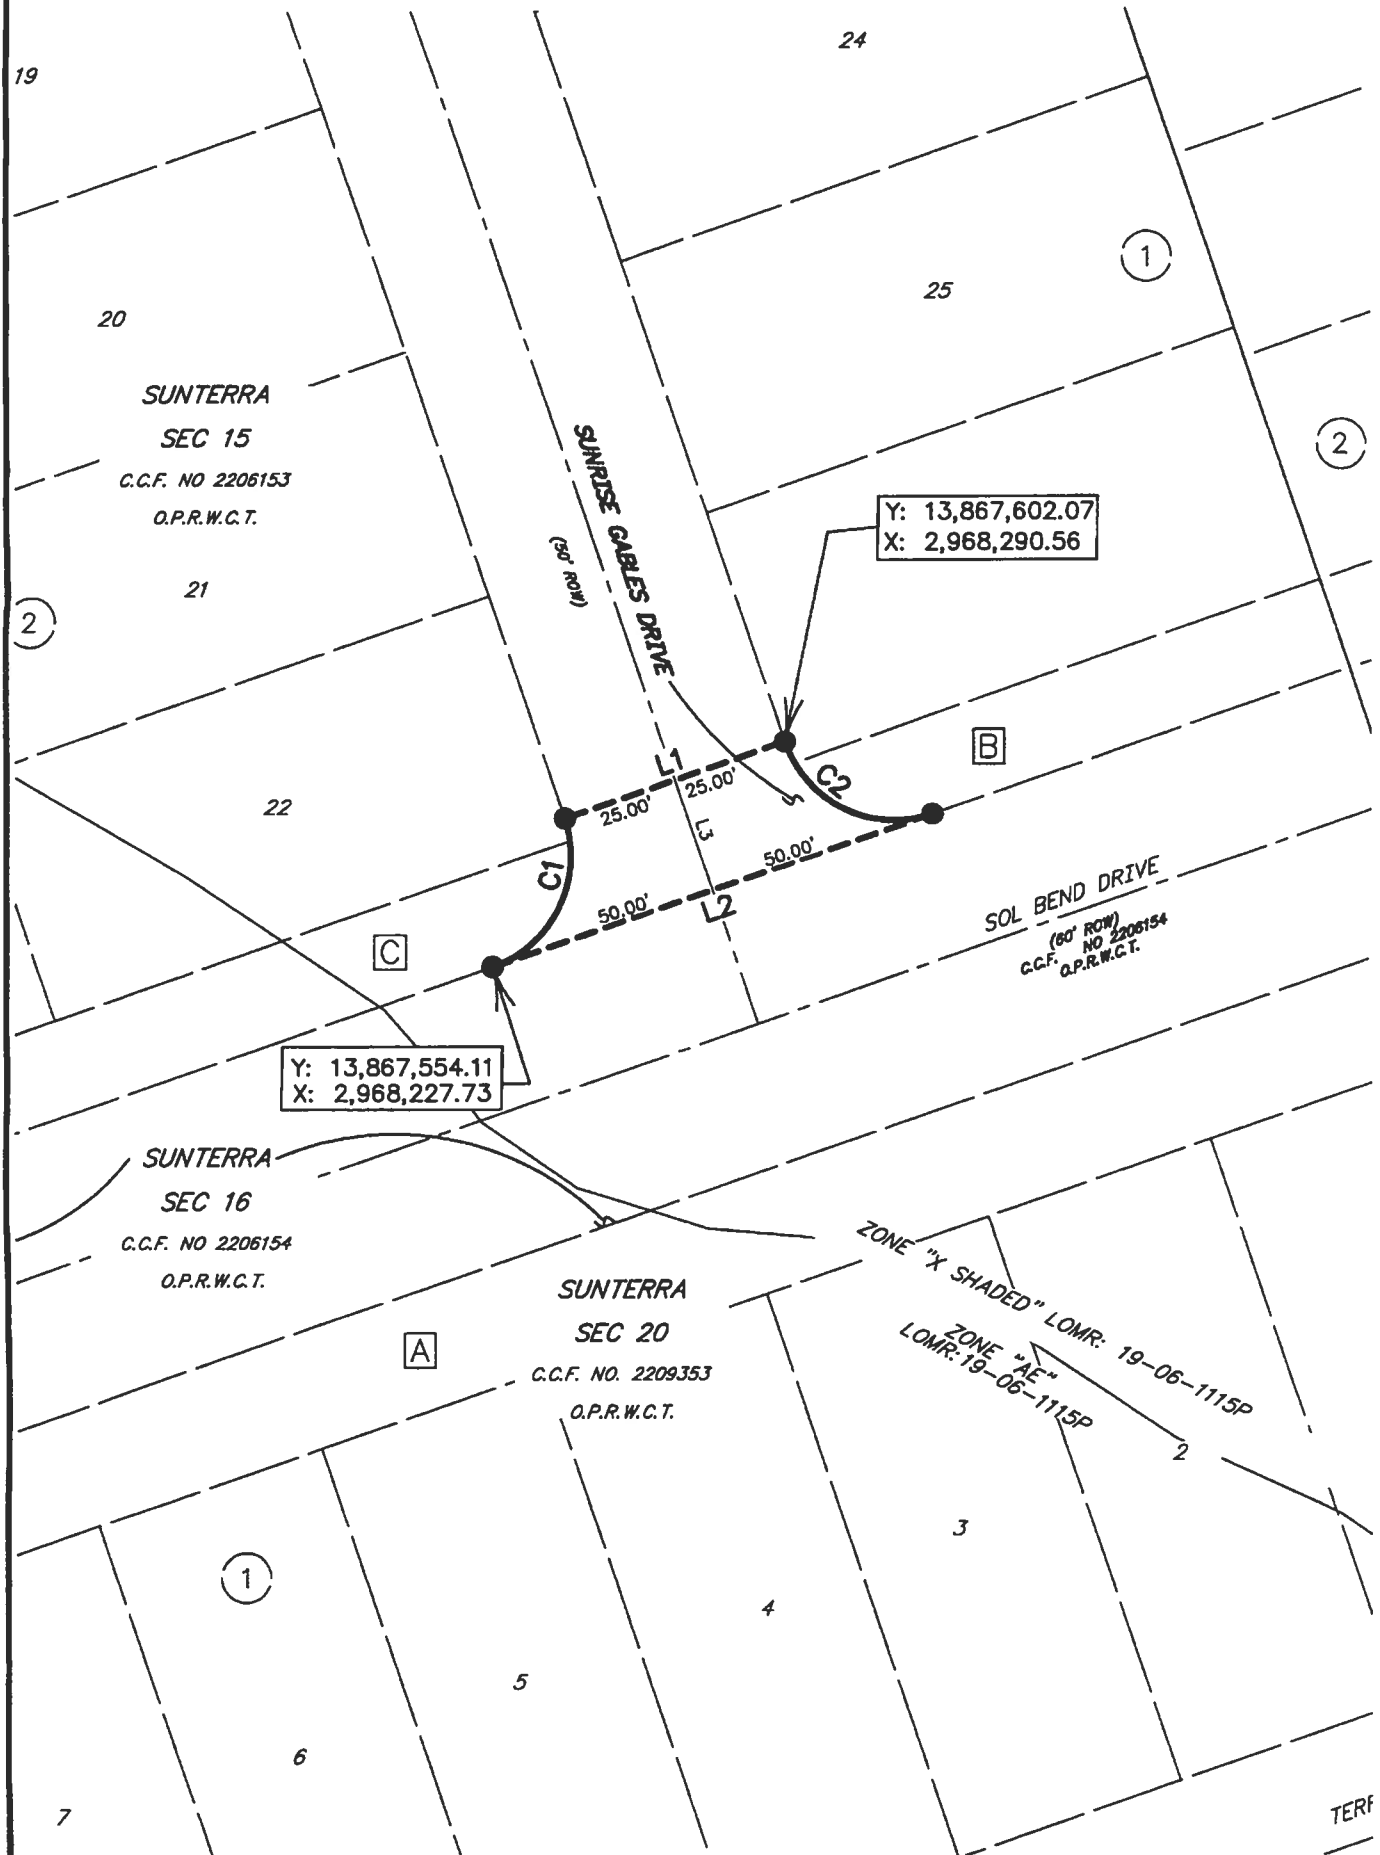 24
19
1
25
20
SUNTERRA
SEC 15
C.C.F. NO 2206153
O.P.R.W.C.T.
2
SUNRISE GABLES DRIVE
(50' ROW)
Y: 13,867,602.07
X: 2,968,290.56
21
2
L1
25.00'
25.00'
C2
B
22
L3
C1
50.00'
50.00'
L2
C
SOL BEND DRIVE
(60' ROW)
C.C.F. NO 2206154
O.P.R.W.C.T.
Y: 13,867,554.11
X: 2,968,227.73
SUNTERRA
SEC 16
C.C.F. NO 2206154
O.P.R.W.C.T.
ZONE "X SHADED" LOMR: 19-06-1115P
ZONE "AE"
LOMR: 19-06-1115P
SUNTERRA
SEC 20
C.C.F. NO. 2209353
O.P.R.W.C.T.
A
2
3
1
4
5
6
7
TERR